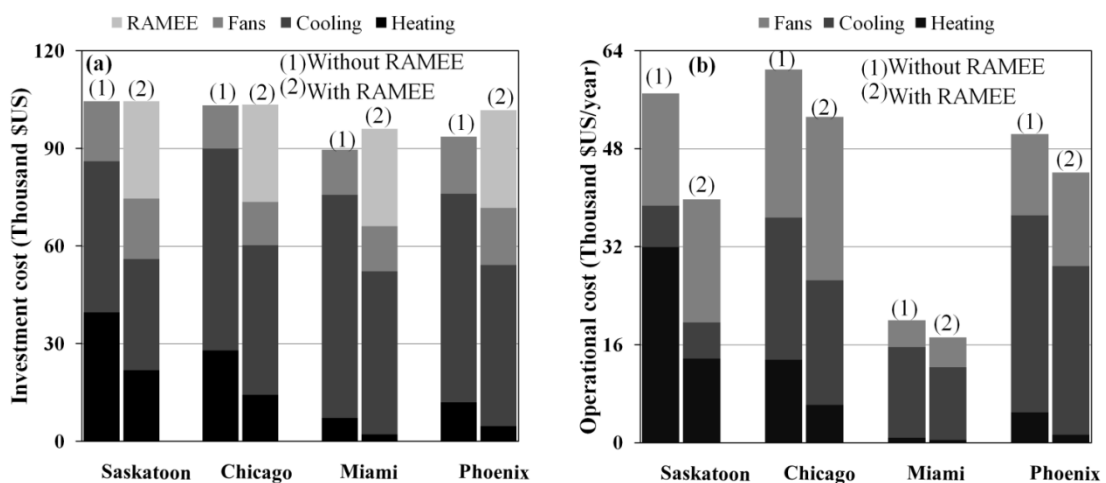 RAMEE Fans Cooling Heating
Investment cost (Thousand $US)
120
90
60
30
0
(a)
(1)Without RAMEE
(2)With RAMEE
(1) (2)
(1) (2)
(1) (2)
(1) (2)
Saskatoon Chicago Miami Phoenix
Fans Cooling Heating
Operational cost (Thousand $US/year)
64
48
32
16
0
(b)
(1)Without RAMEE
(2)With RAMEE
(1) (2)
(1) (2)
(1) (2)
(1) (2)
Saskatoon Chicago Miami Phoenix